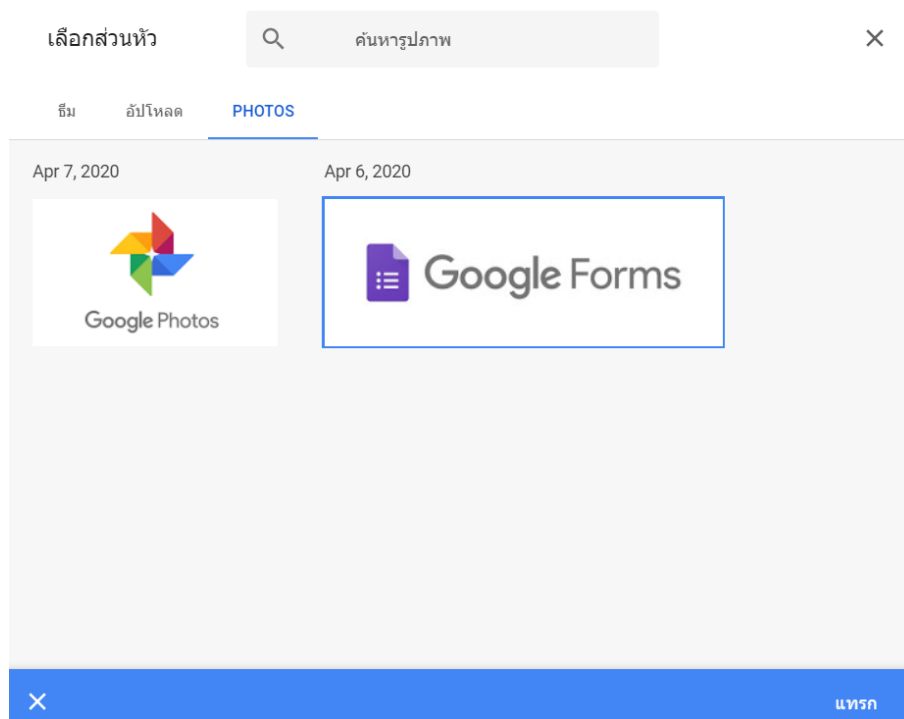 เลือกส่วนหัว
ค้นหารูปภาพ
ธีม อัปโหลด PHOTOS
Apr 7, 2020 Apr 6, 2020
Google Photos
Google Forms
แทรก